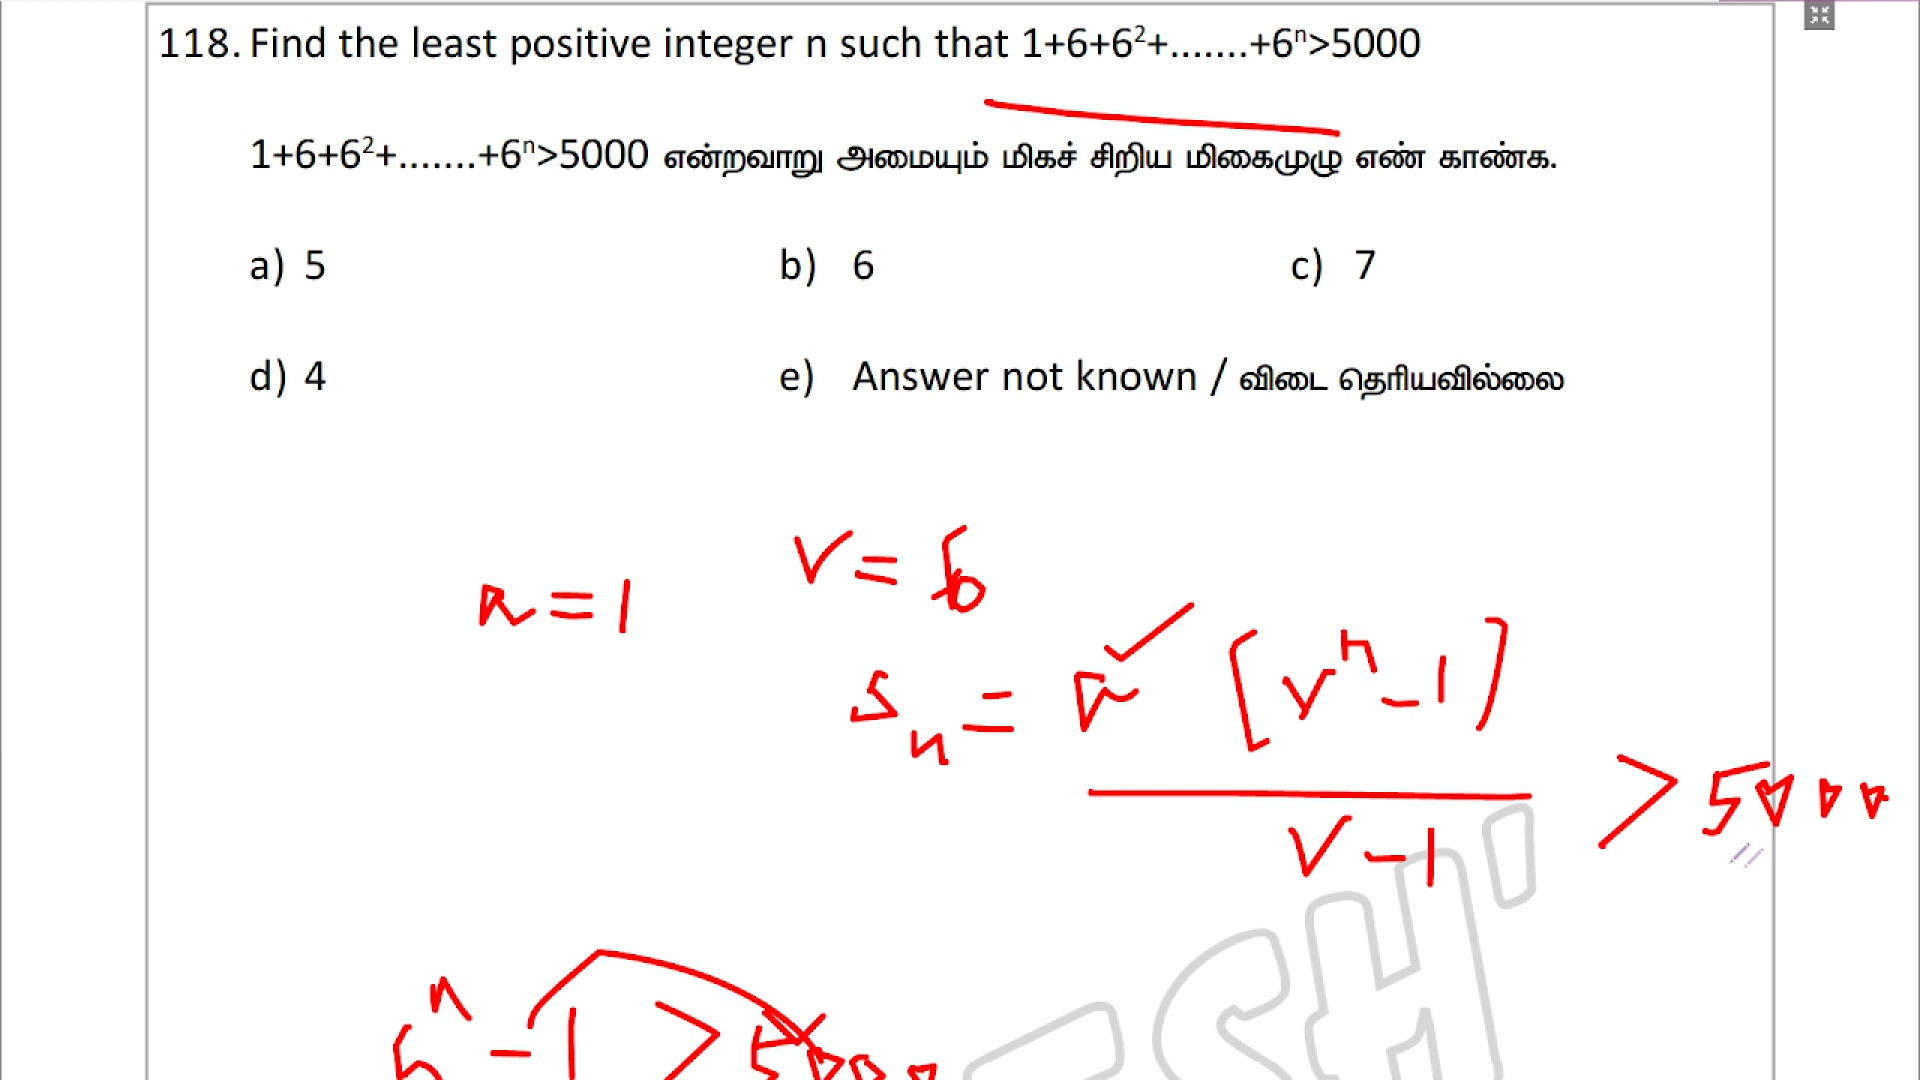 118. Find the least positive integer n such that 1+6+6²+.......+6ⁿ>5000
1+6+6²+.......+6ⁿ>5000 என்றவாறு அமையும் மிகச் சிறிய மிகைமுழு எண் காண்க.
a) 5 b) 6 c) 7
d) 4 e) Answer not known / விடை தெரியவில்லை
a=1 r=6
Sₙ = a [rⁿ-1]
r-1
> 5000
ⁿ -1 >